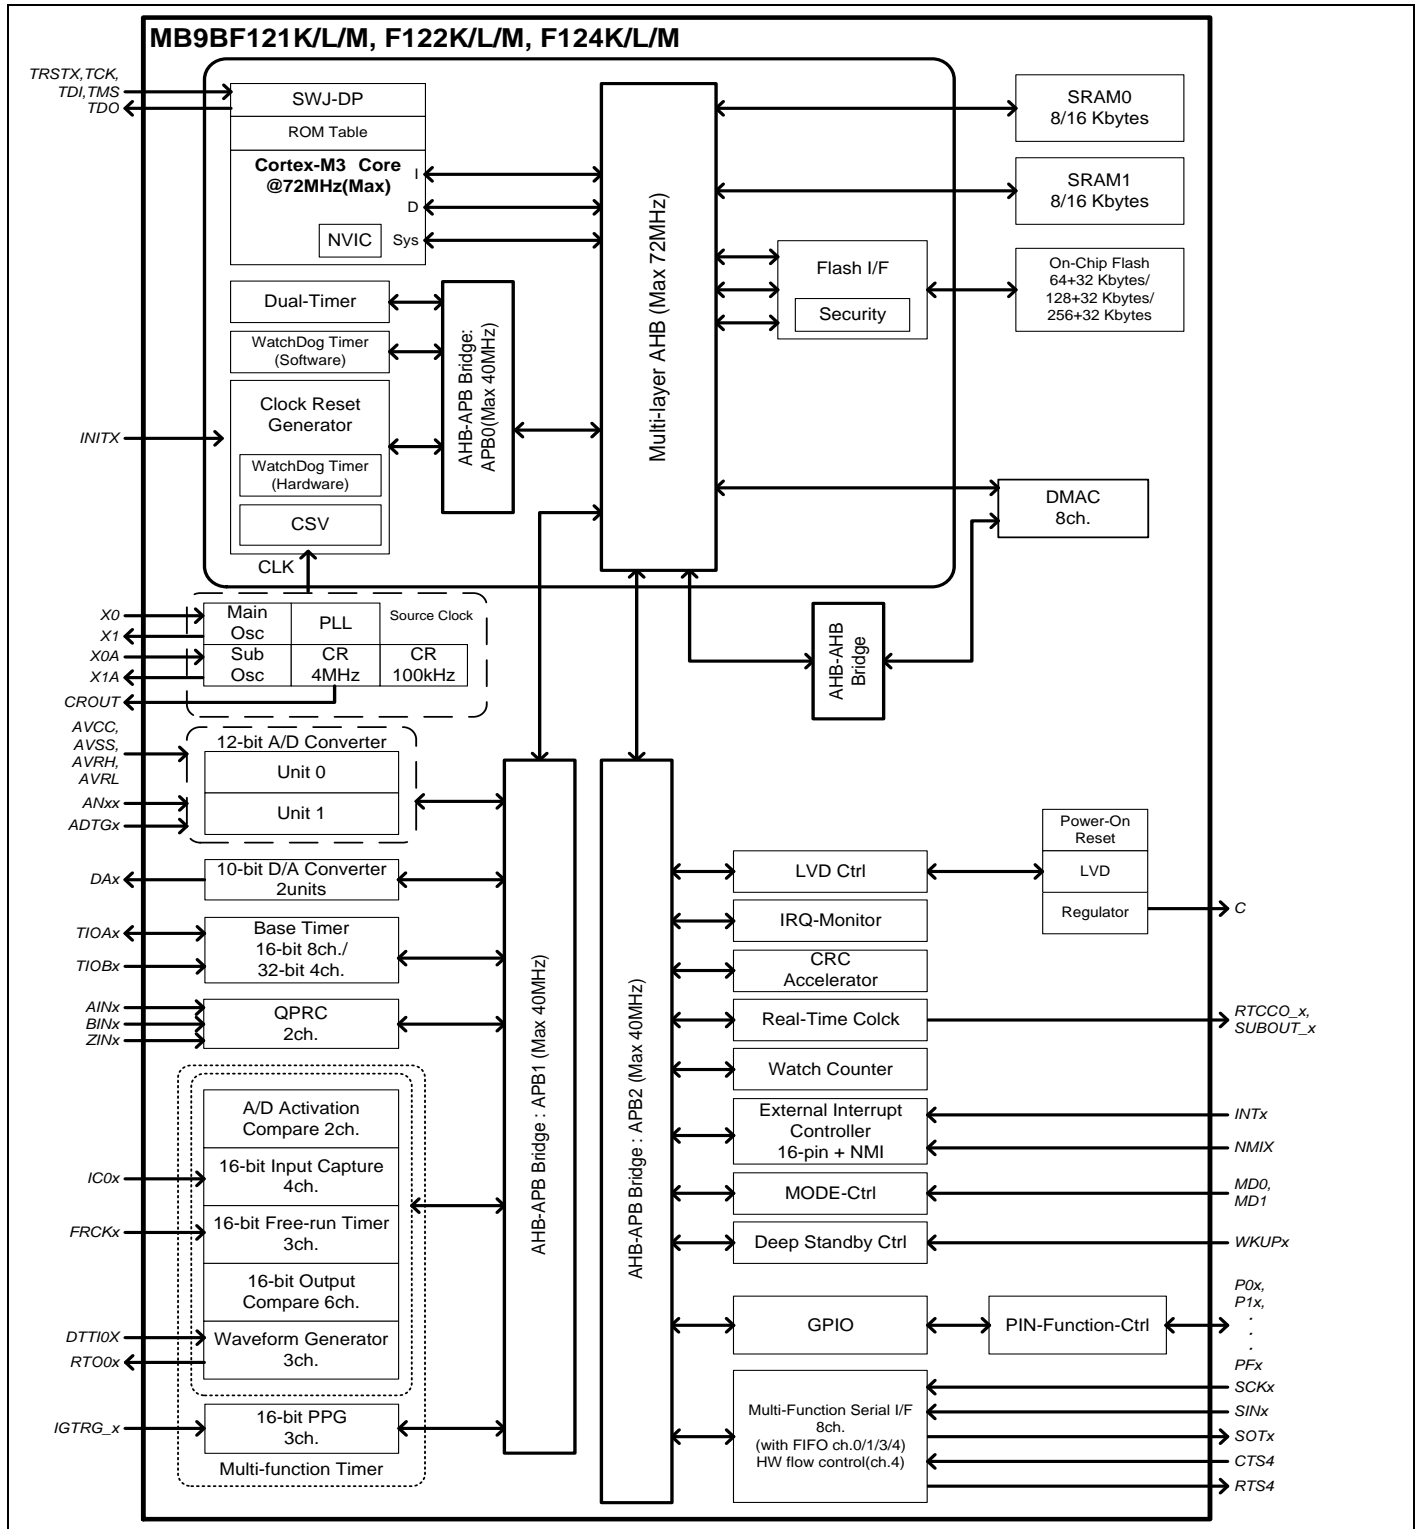 MB9BF121K/L/M, F122K/L/M, F124K/L/M
TRSTX,TCK,
TDI,TMS
TDO
SWJ-DP
ROM Table
Cortex-M3 Core
@72MHz(Max)
I
D
Sys
NVIC
Multi-layer AHB (Max 72MHz)
SRAM0
8/16 Kbytes
SRAM1
8/16 Kbytes
Flash I/F
Security
On-Chip Flash
64+32 Kbytes/
128+32 Kbytes/
256+32 Kbytes
Dual-Timer
WatchDog Timer
(Software)
AHB-APB Bridge:
APB0(Max 40MHz)
INITX
Clock Reset
Generator
WatchDog Timer
(Hardware)
CSV
CLK
DMAC
8ch.
AHB-AHB
Bridge
X0
X1
X0A
X1A
CROUT
Main
Osc
PLL
Source Clock
Sub
Osc
CR
4MHz
CR
100kHz
AVCC,
AVSS,
AVRH,
AVRL
ANxx
ADTGx
12-bit A/D Converter
Unit 0
Unit 1
DAx
10-bit D/A Converter
2units
TIOAx
TIOBx
Base Timer
16-bit 8ch./
32-bit 4ch.
AINx
BINx
ZINx
QPRC
2ch.
A/D Activation
Compare 2ch.
IC0x
16-bit Input Capture
4ch.
FRCKx
16-bit Free-run Timer
3ch.
16-bit Output
Compare 6ch.
DTTI0X
RTO0x
Waveform Generator
3ch.
IGTRG_x
16-bit PPG
3ch.
Multi-function Timer
AHB-APB Bridge : APB1 (Max 40MHz)
AHB-APB Bridge : APB2 (Max 40MHz)
LVD Ctrl
Power-On
Reset
LVD
Regulator
C
IRQ-Monitor
CRC
Accelerator
Real-Time Colck
RTCCO_x,
SUBOUT_x
Watch Counter
External Interrupt
Controller
16-pin + NMI
INTx
NMIX
MODE-Ctrl
MD0,
MD1
Deep Standby Ctrl
WKUPx
GPIO
PIN-Function-Ctrl
P0x,
P1x,
.
.
.
PFx
Multi-Function Serial I/F
8ch.
(with FIFO ch.0/1/3/4)
HW flow control(ch.4)
SCKx
SINx
SOTx
CTS4
RTS4